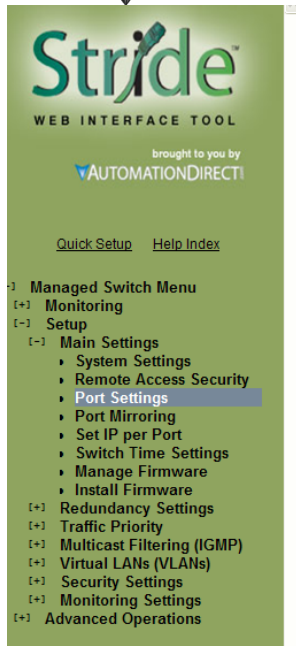 Stride™
WEB INTERFACE TOOL
brought to you by
AUTOMATIONDIRECT
Quick Setup Help Index
[-] Managed Switch Menu
[+] Monitoring
[-] Setup
[-] Main Settings
System Settings
Remote Access Security
Port Settings
Port Mirroring
Set IP per Port
Switch Time Settings
Manage Firmware
Install Firmware
[+] Redundancy Settings
[+] Traffic Priority
[+] Multicast Filtering (IGMP)
[+] Virtual LANs (VLANs)
[+] Security Settings
[+] Monitoring Settings
[+] Advanced Operations